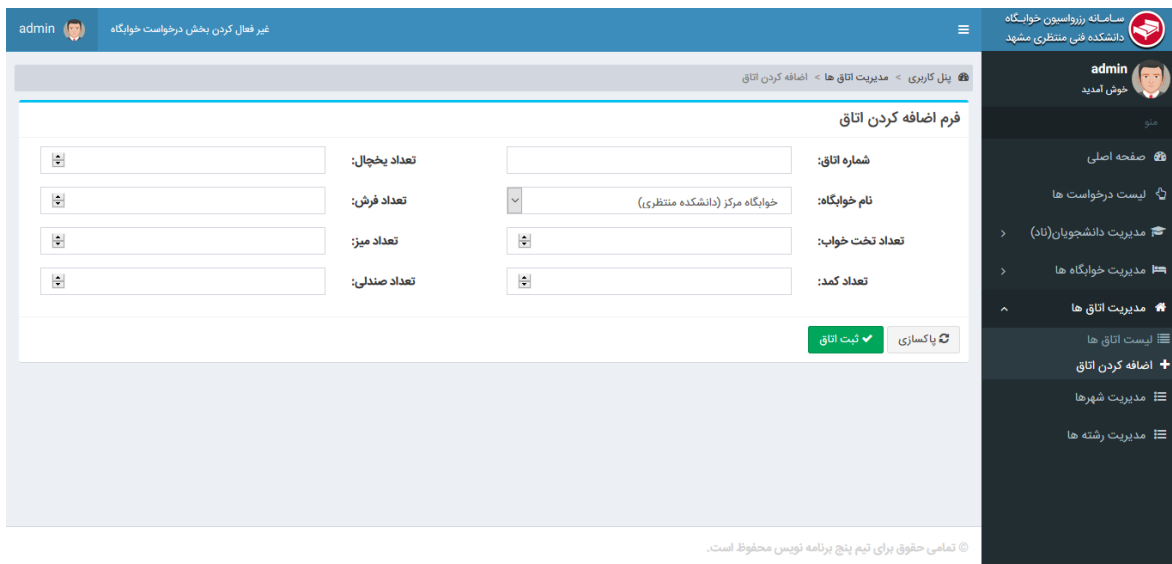 سـامـانه رزرواسیون خوابـگاه
دانشکده فنی منتظری مشهد
غیر فعال کردن بخش درخواست خوابگاه
admin
admin
خوش آمدید
منو
صفحه اصلی
لیست درخواست ها
مدیریت دانشجویان(ناد)
مدیریت خوابگاه ها
مدیریت اتاق ها
لیست اتاق ها
اضافه کردن اتاق
مدیریت شهرها
مدیریت رشته ها
پنل کاربری > مدیریت اتاق ها > اضافه کردن اتاق
فرم اضافه کردن اتاق
شماره اتاق:
تعداد یخچال:
نام خوابگاه: خوابگاه مرکز (دانشکده منتظری)
تعداد فرش:
تعداد تخت خواب:
تعداد میز:
تعداد کمد:
تعداد صندلی:
پاکسازی
ثبت اتاق
© تمامی حقوق برای تیم پنج برنامه نویس محفوظ است.